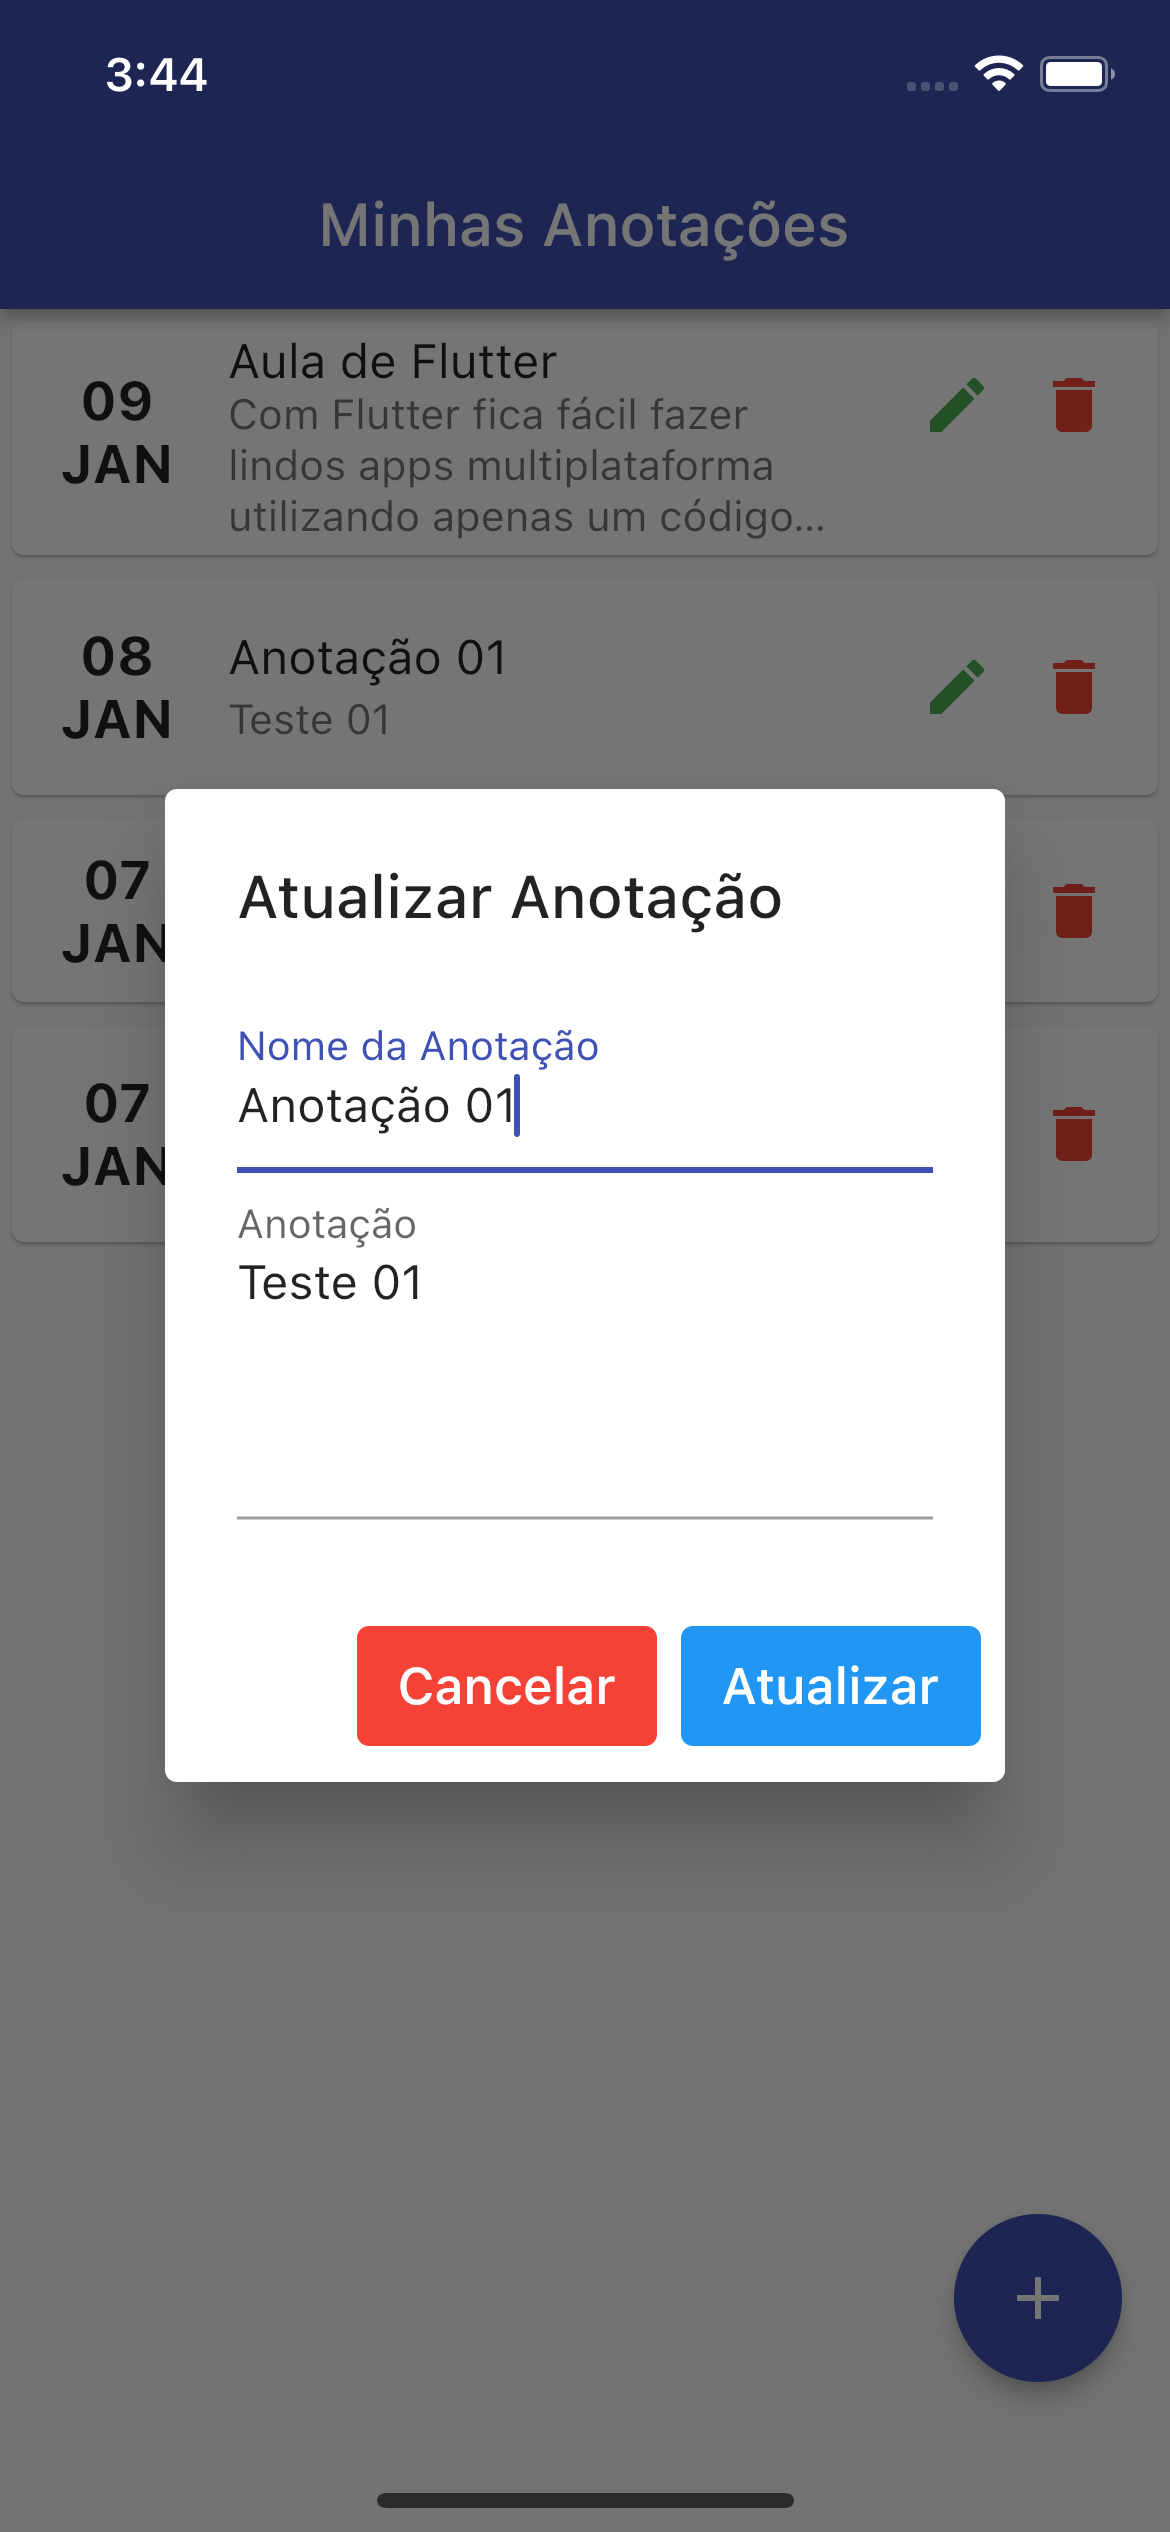 3:44
Minhas Anotações
09
JAN
Aula de Flutter
Com Flutter fica fácil fazer
lindos apps multiplataforma
utilizando apenas um código...
08
JAN
Anotação 01
Teste 01
07
JAN
07
JAN
Atualizar Anotação
Nome da Anotação
Anotação 01
Anotação
Teste 01
Cancelar
Atualizar